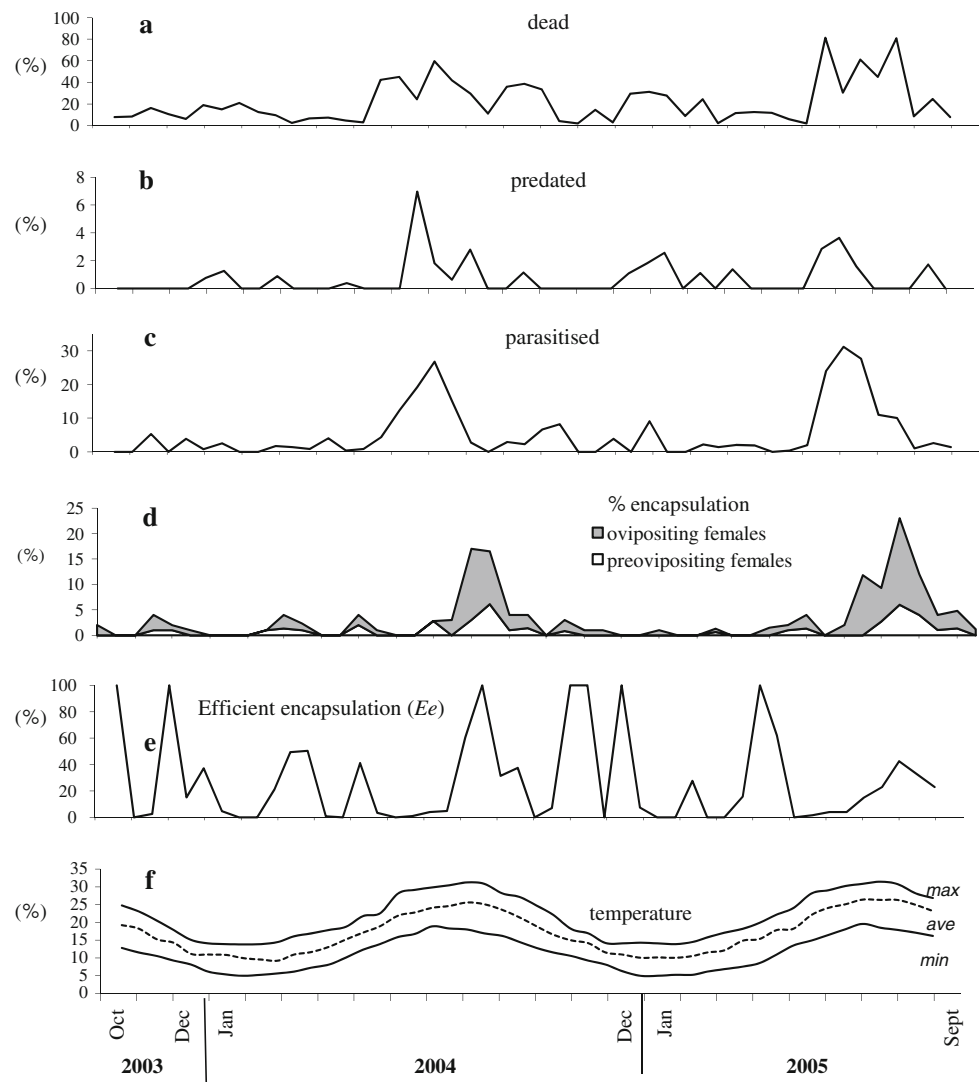 a
dead
(%)
100
80
60
40
20
0
b
predated
(%)
8
6
4
2
0
c
parasitised
(%)
30
20
10
0
d
% encapsulation
ovipositing females
preovipositing females
(%)
25
20
15
10
5
0
e
Efficient encapsulation (Ee)
(%)
100
80
60
40
20
0
f
temperature
max
ave
min
(%)
35
30
25
20
15
10
5
0
Oct
Dec
Jan
Dec
Jan
Sept
2003
2004
2005